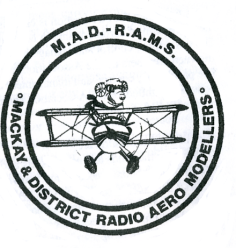 M.A.D.-R.A.M.S.
MACKAY & DISTRICT RADIO AERO MODELLERS